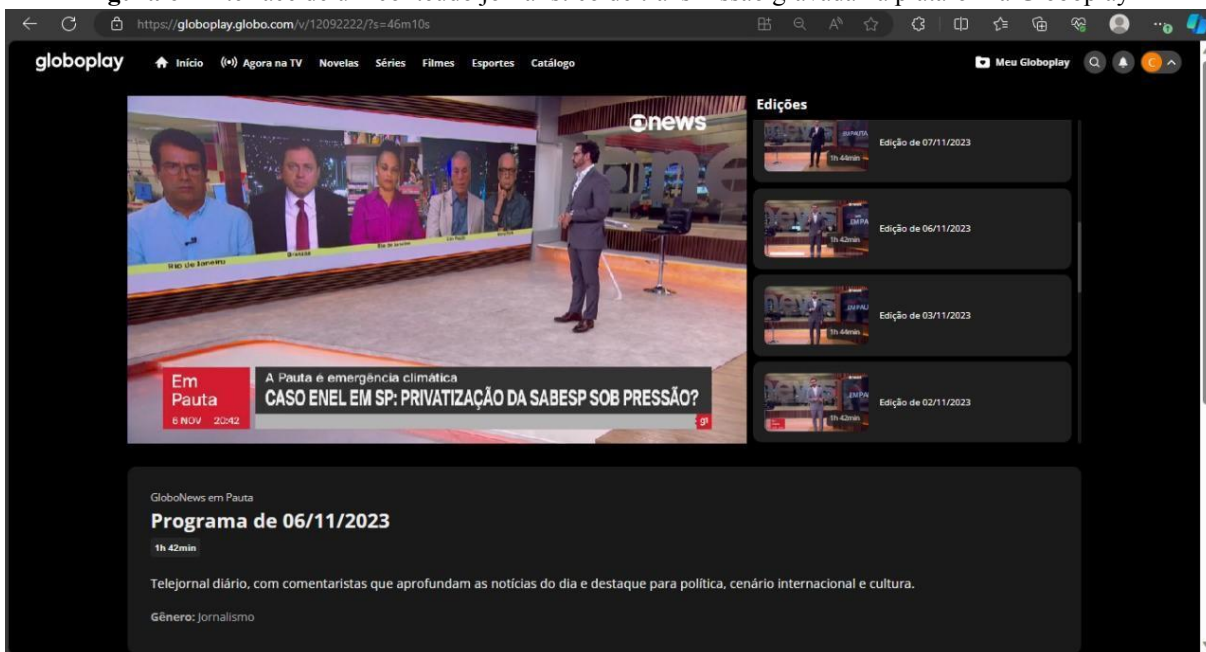 https://globoplay.globo.com/v/12092222/?s=46m10s
globoplay
Início
Agora na TV
Novelas
Séries
Filmes
Esportes
Catálogo
Meu Globoplay
C
news
Rio de Janeiro
Em Pauta
6 NOV 20:42
A Pauta é emergência climática
CASO ENEL EM SP: PRIVATIZAÇÃO DA SABESP SOB PRESSÃO?
g1
Edições
1h 44min
Edição de 07/11/2023
1h 42min
Edição de 06/11/2023
1h 44min
Edição de 03/11/2023
1h 42min
Edição de 02/11/2023
GloboNews em Pauta
Programa de 06/11/2023
1h 42min
Telejornal diário, com comentaristas que aprofundam as notícias do dia e destaque para política, cenário internacional e cultura.
Gênero: Jornalismo